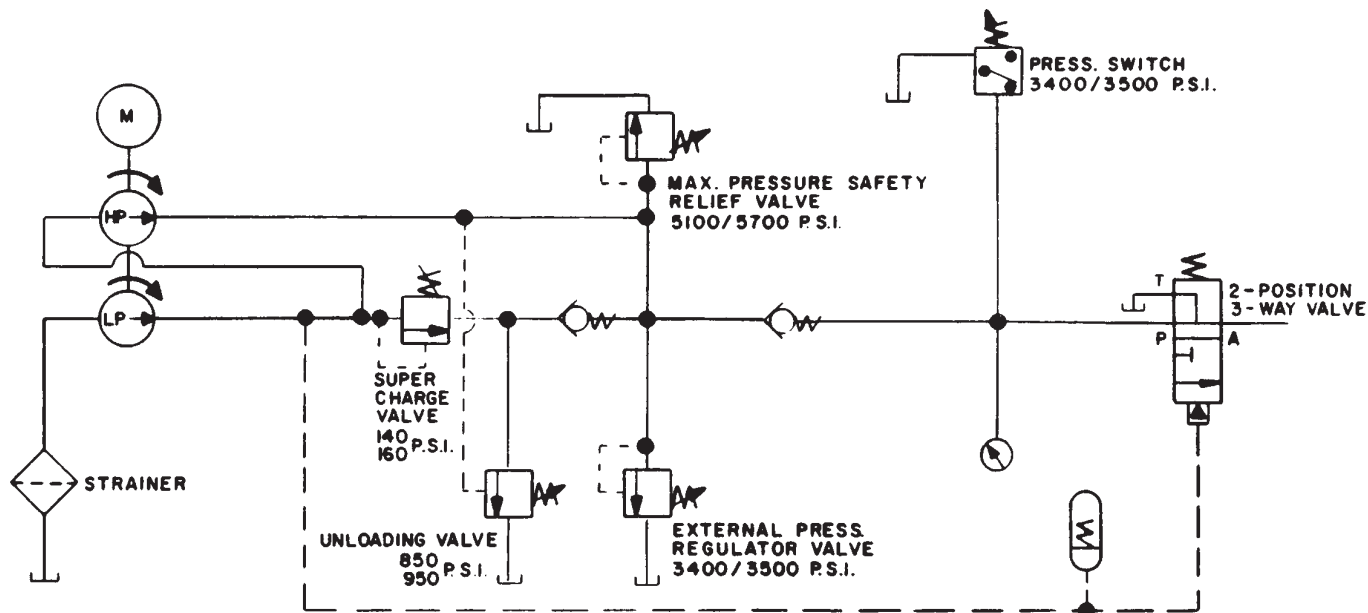 PRESS. SWITCH
3400/3500 P.S.I.
M
MAX. PRESSURE SAFETY
RELIEF VALVE
5100/5700 P.S.I.
HP
LP
T
2-POSITION
3-WAY VALVE
P
A
SUPER
CHARGE
VALVE
140
160 P.S.I.
STRAINER
UNLOADING VALVE
850
950 P.S.I.
EXTERNAL PRESS.
REGULATOR VALVE
3400/3500 P.S.I.